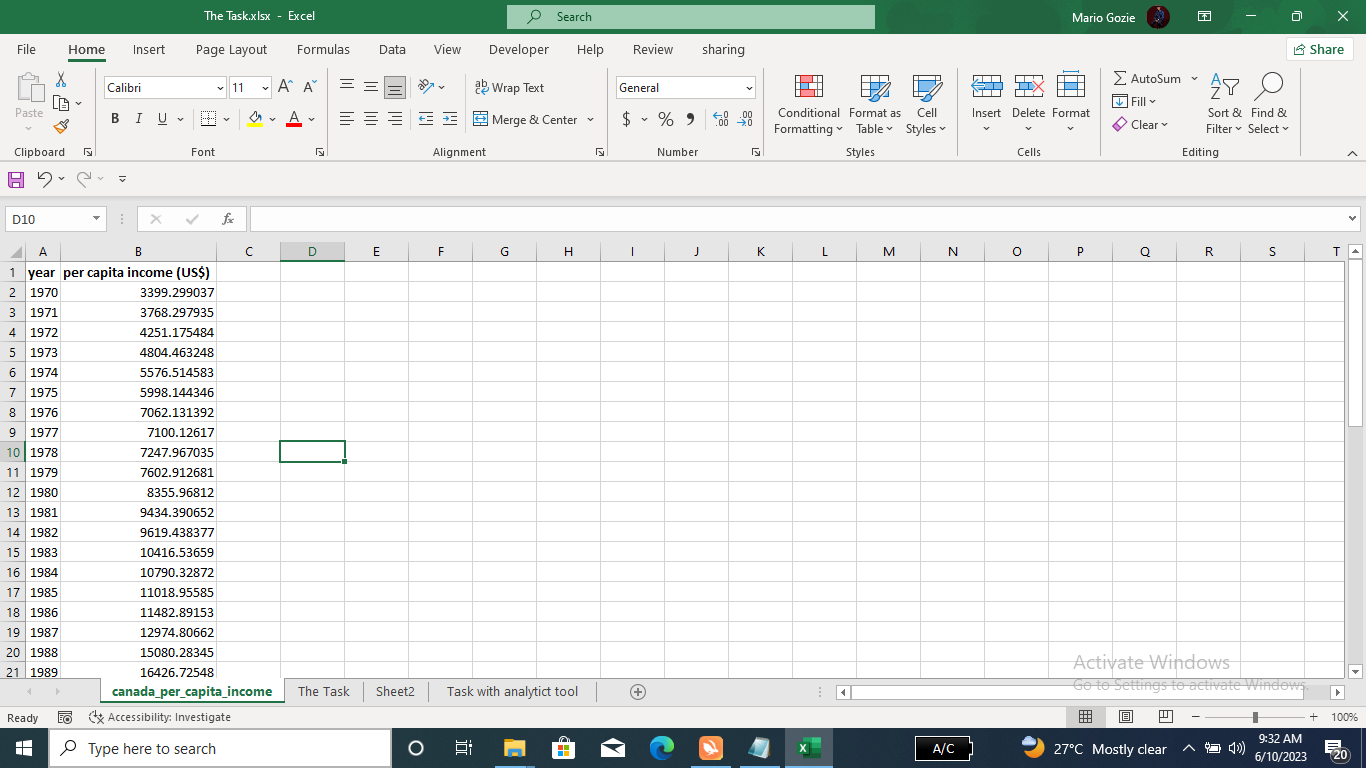 The Task.xlsx - Excel
Search
Mario Gozie
File Home Insert Page Layout Formulas Data View Developer Help Review sharing
Share
Paste
Calibri 11 A A
B I U A
ab Wrap Text
Merge & Center
General
$ % 9
Conditional Formatting
Format as Table
Cell Styles
Insert
Delete
Format
AutoSum
Fill
Clear
Sort & Filter
Find & Select
Clipboard Font Alignment Number Styles Cells Editing
D10 fx
A B C D E F G H I J K L M N O P Q R S T
1 year per capita income (US$)
2 1970 3399.299037
3 1971 3768.297935
4 1972 4251.175484
5 1973 4804.463248
6 1974 5576.514583
7 1975 5998.144346
8 1976 7062.131392
9 1977 7100.12617
10 1978 7247.967035
11 1979 7602.912681
12 1980 8355.96812
13 1981 9434.390652
14 1982 9619.438377
15 1983 10416.53659
16 1984 10790.32872
17 1985 11018.95585
18 1986 11482.89153
19 1987 12974.80662
20 1988 15080.28345
21 1989 16426.72548
Activate Windows
Go to Settings to activate Windows.
canada_per_capita_income The Task Sheet2 Task with analytict tool
Ready Accessibility: Investigate 100%
Type here to search
A/C
27°C Mostly clear
9:32 AM
6/10/2023
20